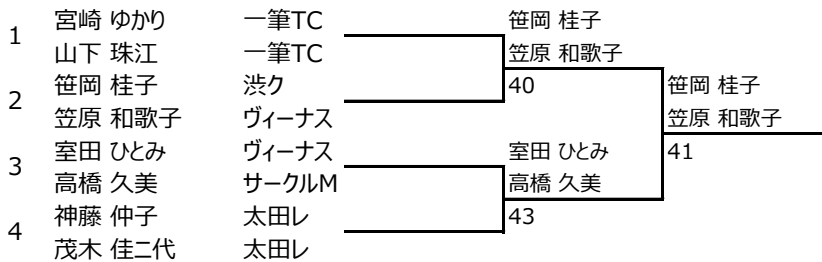 1
宮崎 ゆかり 一筆TC
山下 珠江 一筆TC
2
笹岡 桂子 渋ク
笠原 和歌子 ヴィーナス
3
室田 ひとみ ヴィーナス
高橋 久美 サークルM
4
神藤 仲子 太田レ
茂木 佳二代 太田レ
笹岡 桂子
笠原 和歌子
40
室田 ひとみ
高橋 久美
43
笹岡 桂子
笠原 和歌子
41